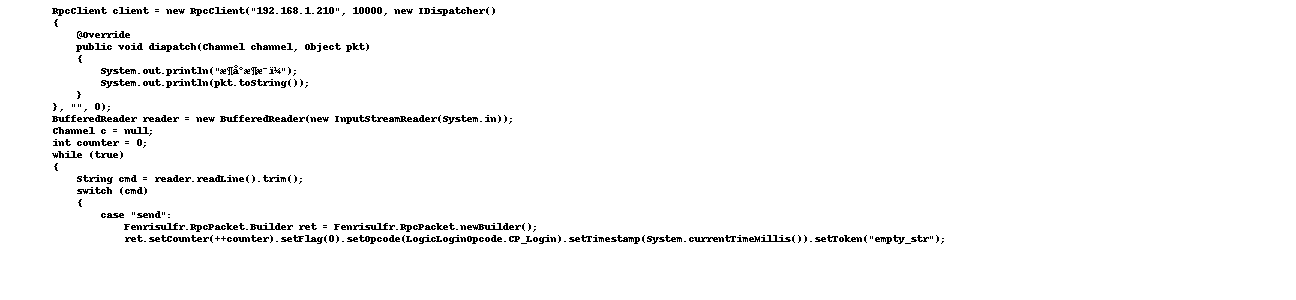 RpcClient client = new RpcClient("192.168.1.210", 10000, new IDispatcher()
{
@Override
public void diapatch(Channel channel, Object pkt)
{
System.out.println("æ¶å°æ¶æ¯ï¼");
System.out.println(pkt.toString());
}
}, "", 0);
BufferedReader reader = new BufferedReader(new InputStreamReader(System.in));
Channel c = null;
int counter = 0;
while (true)
{
String cmd = reader.readLine().trim();
switch (cmd)
{
case "send":
Fenrisulfr.RpcPacket.Builder ret = Fenrisulfr.RpcPacket.newBuilder();
ret.setCounter(++counter).setFlag(0).setOpcode(LogicLoginOpcode.CP_Login).setTimestamp(System.currentTimeMillis()).setToken("empty_str");